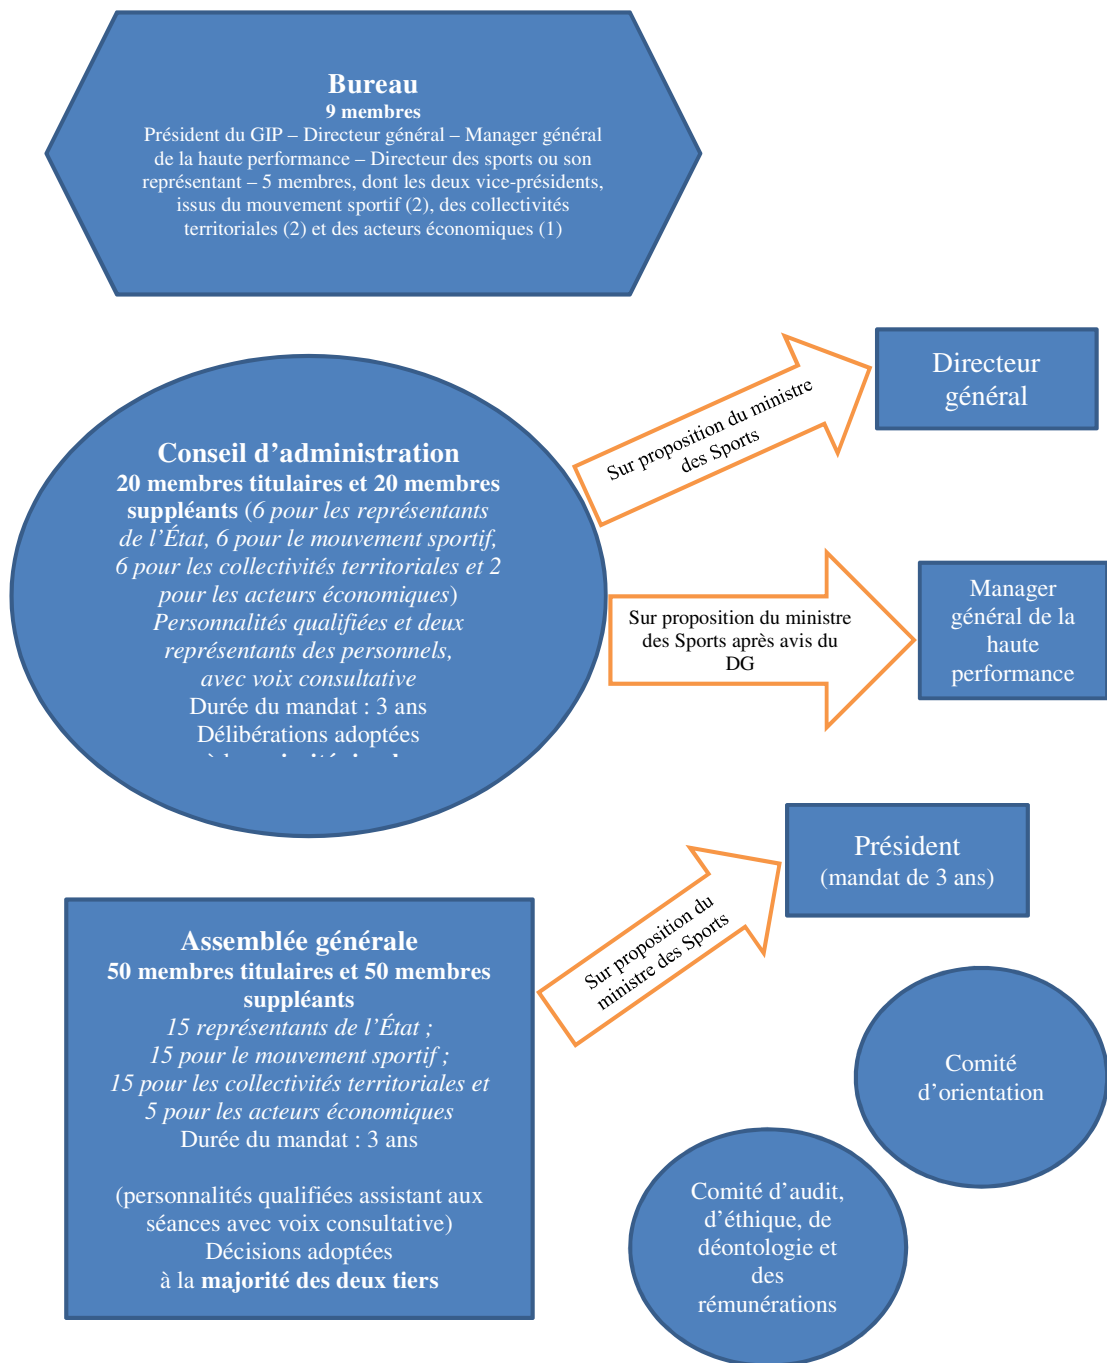 Bureau
9 membres
Président du GIP – Directeur général – Manager général
de la haute performance – Directeur des sports ou son
représentant – 5 membres, dont les deux vice-présidents,
issus du mouvement sportif (2), des collectivités
territoriales (2) et des acteurs économiques (1)
Directeur
général
Sur proposition du ministre
des Sports
Conseil d’administration
20 membres titulaires et 20 membres
suppléants (6 pour les représentants
de l’État, 6 pour le mouvement sportif,
6 pour les collectivités territoriales et 2
pour les acteurs économiques)
Personnalités qualifiées et deux
représentants des personnels,
avec voix consultative
Durée du mandat : 3 ans
Délibérations adoptées
Sur proposition du ministre
des Sports après avis du
DG
Manager
général de la
haute
performance
Président
(mandat de 3 ans)
Sur proposition du
ministre des Sports
Assemblée générale
50 membres titulaires et 50 membres
suppléants
15 représentants de l’État ;
15 pour le mouvement sportif ;
15 pour les collectivités territoriales et
5 pour les acteurs économiques
Durée du mandat : 3 ans
(personnalités qualifiées assistant aux
séances avec voix consultative)
Décisions adoptées
à la majorité des deux tiers
Comité
d’orientation
Comité d’audit,
d’éthique, de
déontologie et
des
rémunérations